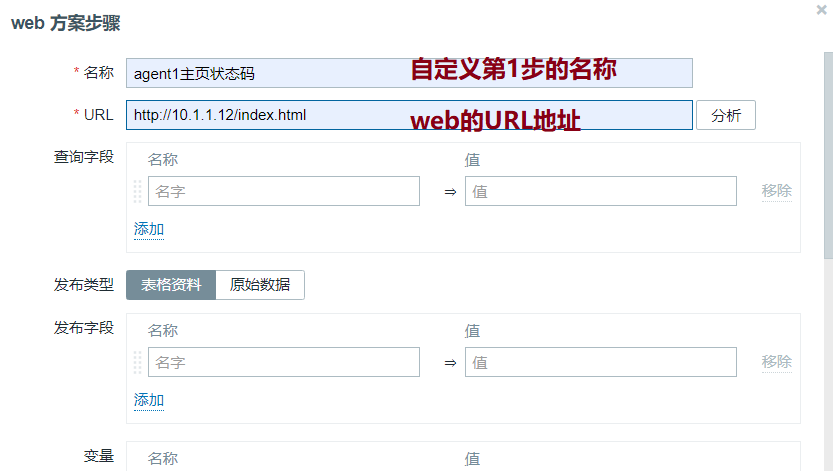 web 方案步骤
* 名称 agent1主页状态码 自定义第1步的名称
* URL http://10.1.1.12/index.html web的URL地址 分析
查询字段 名称 值
名字 ⇒ 值 移除
添加
发布类型 表格资料 原始数据
发布字段 名称 值
名字 ⇒ 值 移除
添加
变量 名称 值